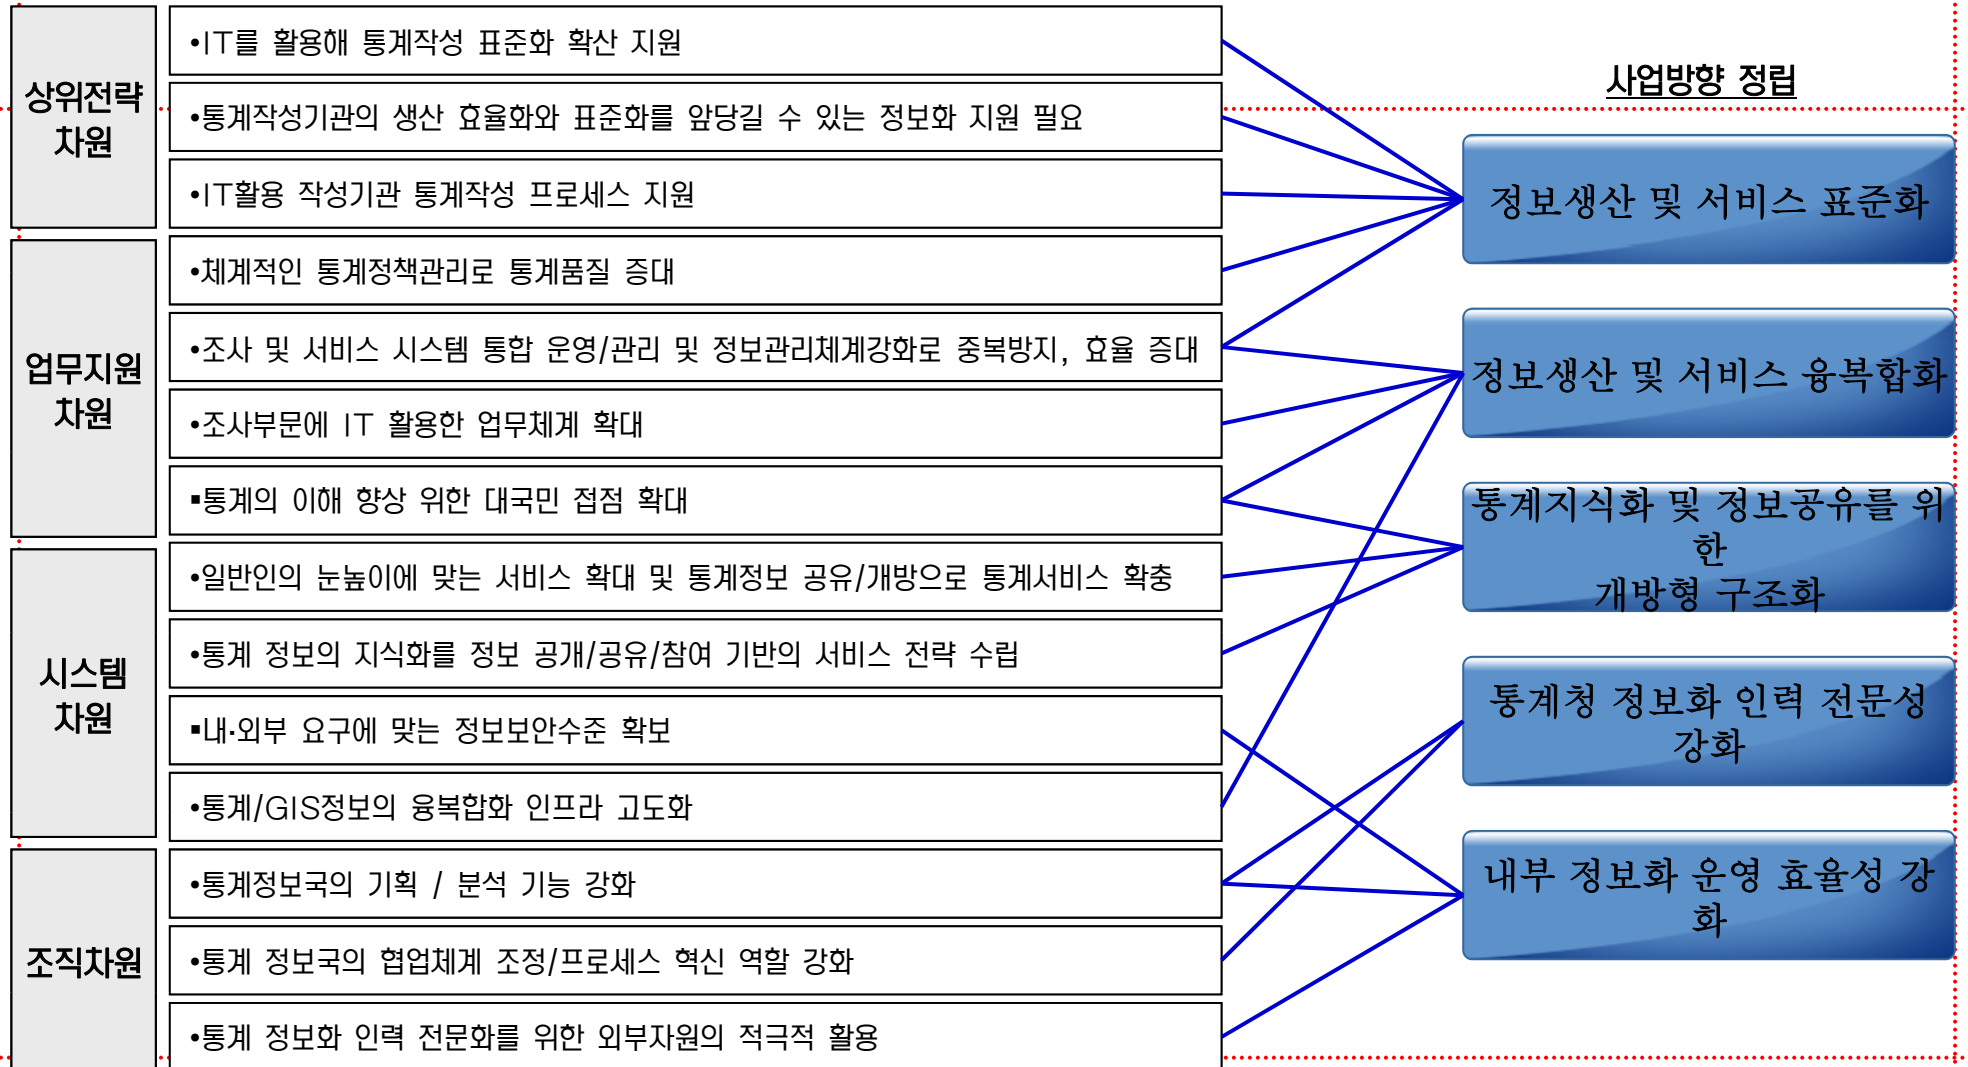 상위전략
차원
•IT를 활용해 통계작성 표준화 확산 지원
•통계작성기관의 생산 효율화와 표준화를 앞당길 수 있는 정보화 지원 필요
•IT활용 작성기관 통계작성 프로세스 지원
업무지원
차원
•체계적인 통계정책관리로 통계품질 증대
•조사 및 서비스 시스템 통합 운영/관리 및 정보관리체계강화로 중복방지, 효율 증대
•조사부문에 IT 활용한 업무체계 확대
▪통계의 이해 향상 위한 대국민 접점 확대
시스템
차원
•일반인의 눈높이에 맞는 서비스 확대 및 통계정보 공유/개방으로 통계서비스 확충
•통계 정보의 지식화를 정보 공개/공유/참여 기반의 서비스 전략 수립
▪내·외부 요구에 맞는 정보보안수준 확보
•통계/GIS정보의 융복합화 인프라 고도화
조직차원
•통계정보국의 기획 / 분석 기능 강화
•통계 정보국의 협업체계 조정/프로세스 혁신 역할 강화
•통계 정보화 인력 전문화를 위한 외부자원의 적극적 활용
사업방향 정립
정보생산 및 서비스 표준화
정보생산 및 서비스 융복합화
통계지식화 및 정보공유를 위
한
개방형 구조화
통계청 정보화 인력 전문성
강화
내부 정보화 운영 효율성 강
화